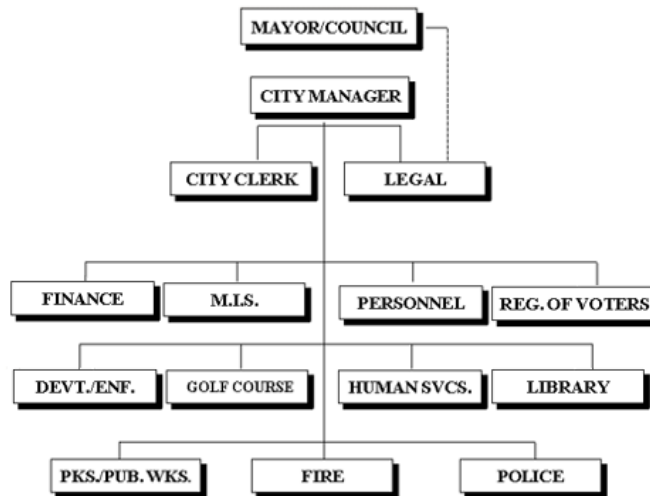 MAYOR/COUNCIL
CITY MANAGER
CITY CLERK
LEGAL
FINANCE
M.I.S.
PERSONNEL
REG. OF VOTERS
DEVT./ENF.
GOLF COURSE
HUMAN SVCS.
LIBRARY
PKS./PUB. WKS.
FIRE
POLICE